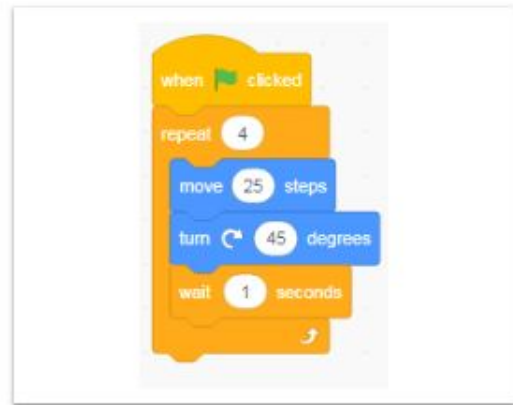 when clicked
repeat 4
move 25 steps
turn 45 degrees
wait 1 seconds